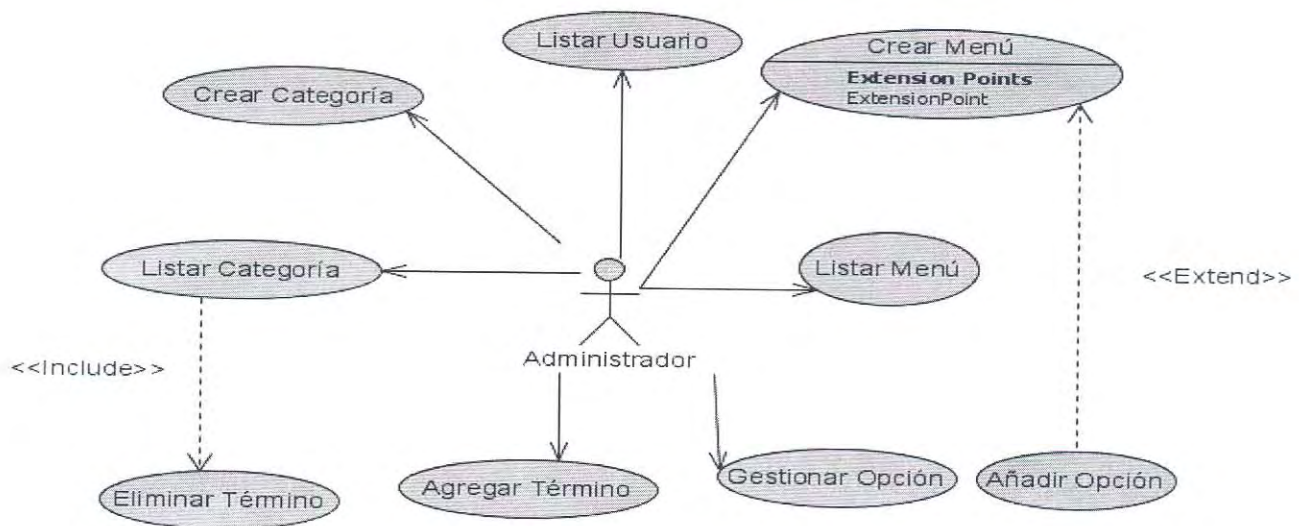 Listar Usuario
Crear Menú
Extension Points
ExtensionPoint
Crear Categoría
Listar Categoría
Listar Menú
<<Extend>>
Administrador
<<Include>>
Eliminar Término
Agregar Término
Gestionar Opción
Añadir Opción